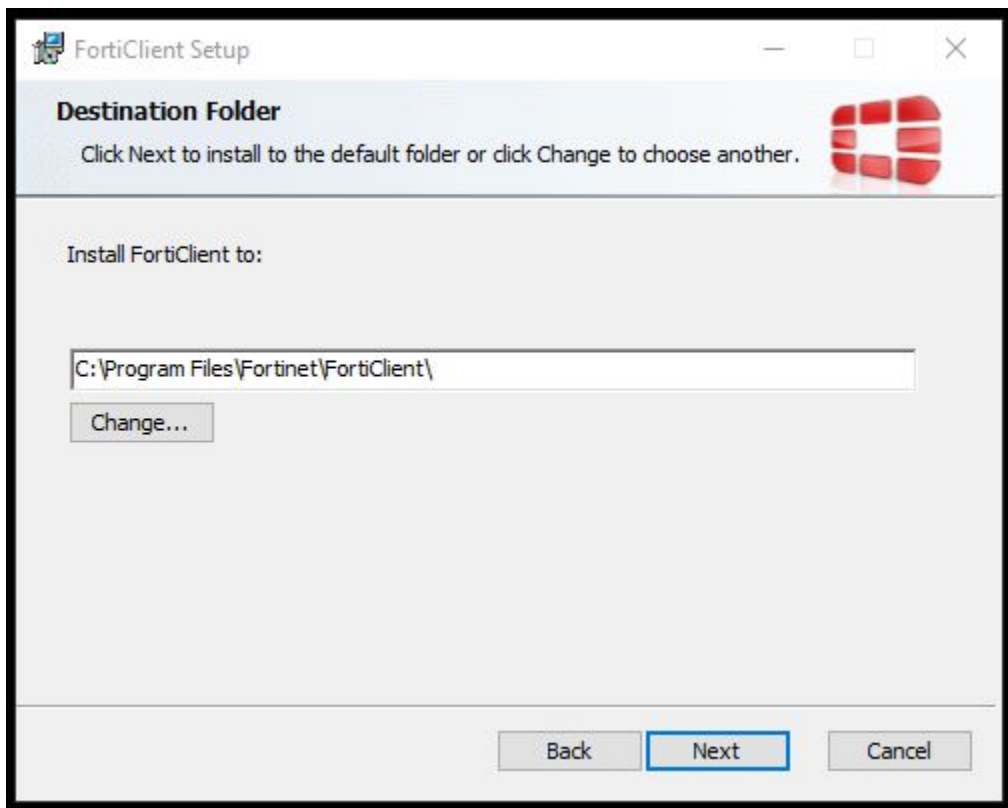 FortiClient Setup
Destination Folder
Click Next to install to the default folder or click Change to choose another.
Install FortiClient to:
C:\Program Files\Fortinet\FortiClient\
Change...
Back Next Cancel